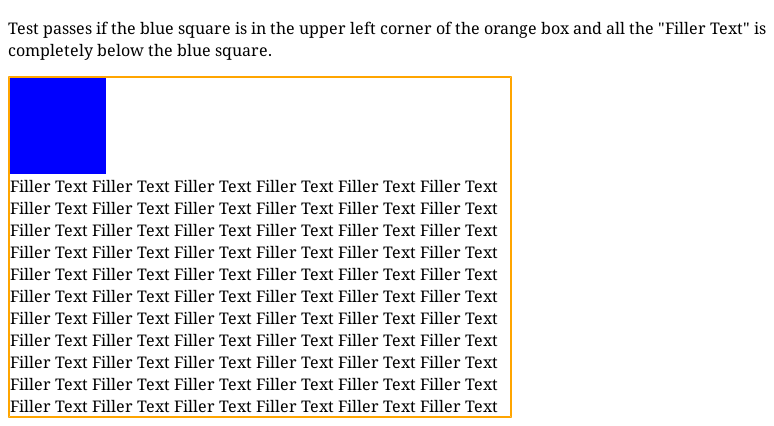 Test passes if the blue square is in the upper left corner of the orange box and all the "Filler Text" is
completely below the blue square.
Filler Text Filler Text Filler Text Filler Text Filler Text Filler Text
Filler Text Filler Text Filler Text Filler Text Filler Text Filler Text
Filler Text Filler Text Filler Text Filler Text Filler Text Filler Text
Filler Text Filler Text Filler Text Filler Text Filler Text Filler Text
Filler Text Filler Text Filler Text Filler Text Filler Text Filler Text
Filler Text Filler Text Filler Text Filler Text Filler Text Filler Text
Filler Text Filler Text Filler Text Filler Text Filler Text Filler Text
Filler Text Filler Text Filler Text Filler Text Filler Text Filler Text
Filler Text Filler Text Filler Text Filler Text Filler Text Filler Text
Filler Text Filler Text Filler Text Filler Text Filler Text Filler Text
Filler Text Filler Text Filler Text Filler Text Filler Text Filler Text